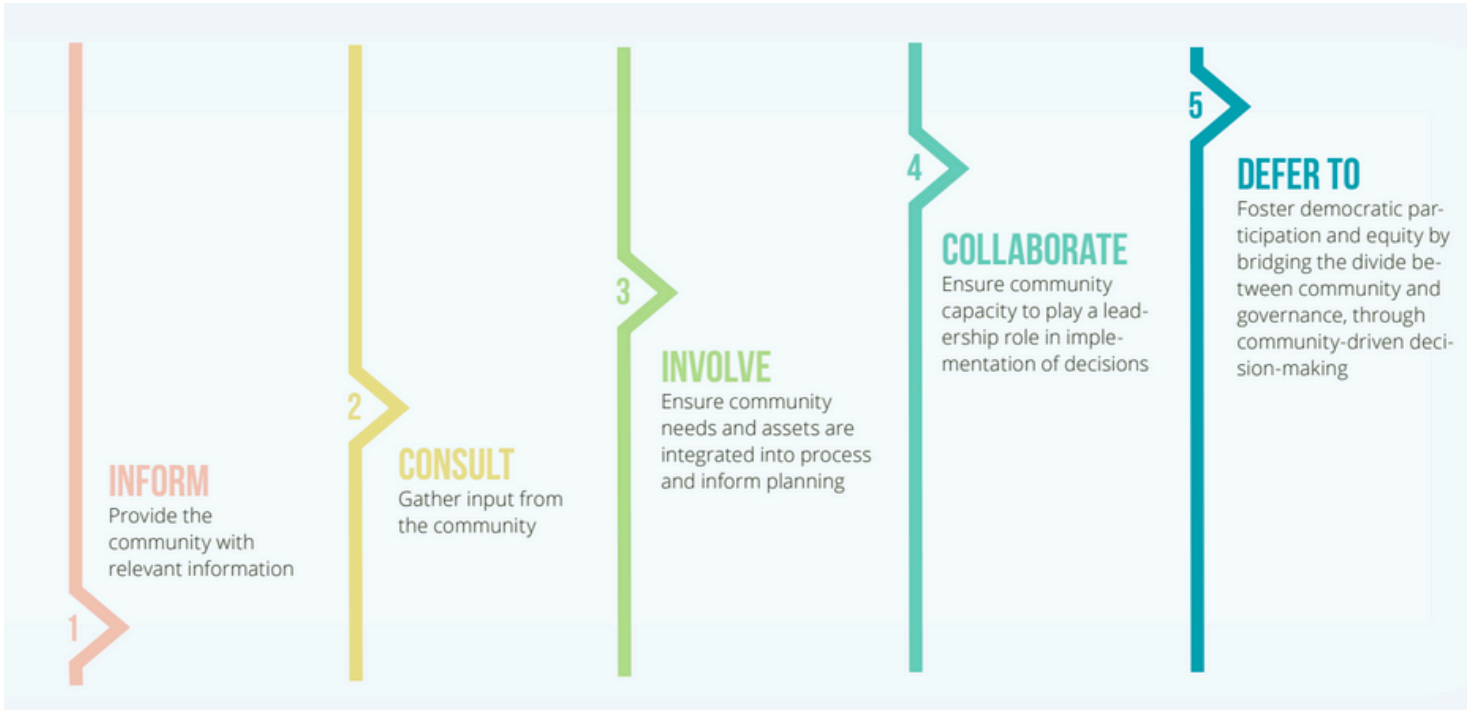 1
INFORM
Provide the
community with
relevant information
2
CONSULT
Gather input from
the community
3
INVOLVE
Ensure community
needs and assets are
integrated into process
and inform planning
4
COLLABORATE
Ensure community
capacity to play a lead-
ership role in imple-
mentation of decisions
5
DEFER TO
Foster democratic par-
ticipation and equity by
bridging the divide be-
tween community and
governance, through
community-driven deci-
sion-making